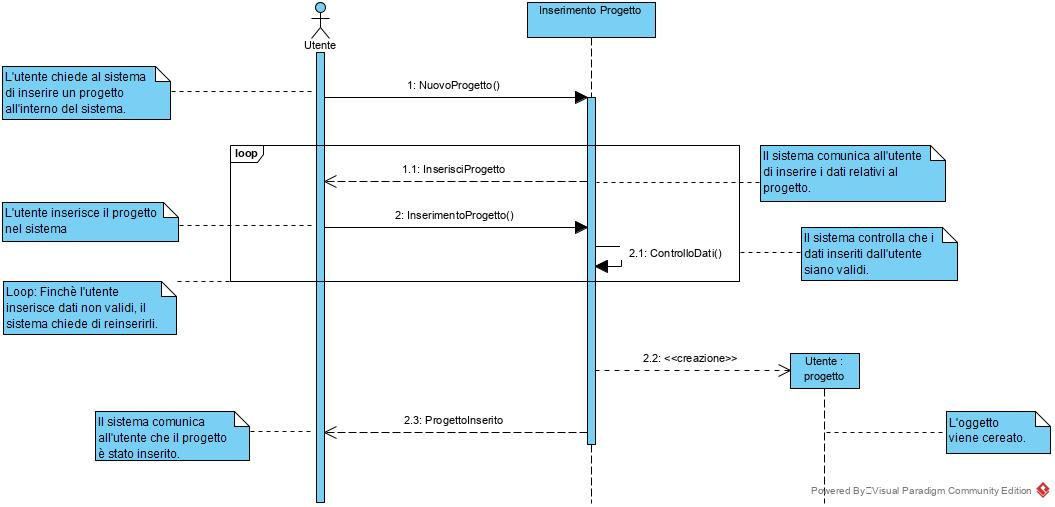 Inserimento Progetto
Utente
L'utente chiede al sistema
di inserire un progetto
all'interno del sistema.
1: NuovoProgetto()
loop
1.1: InserisciProgetto
Il sistema comunica all'utente
di inserire i dati relativi al
progetto.
L'utente inserisce il progetto
nel sistema
2: InserimentoProgetto()
2.1: ControlloDati()
Il sistema controlla che i
dati inseriti dall'utente
siano validi.
Loop: Finchè l'utente
inserisce dati non validi, il
sistema chiede di reinserirli.
2.2: <<creazione>>
Utente :
progetto
Il sistema comunica
all'utente che il progetto
è stato inserito.
2.3: ProgettoInserito
L'oggetto
viene cereato.
Powered By Visual Paradigm Community Edition